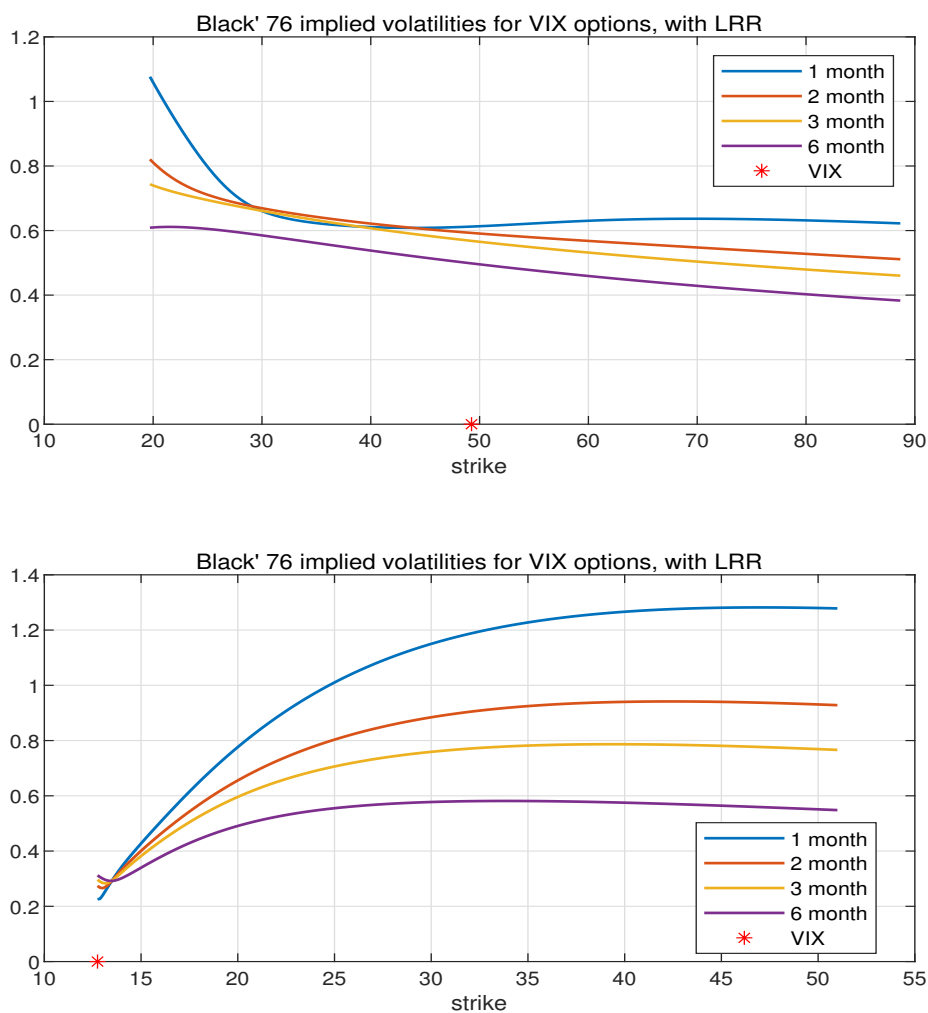 Black' 76 implied volatilities for VIX options, with LRR
1.2
1
0.8
0.6
0.4
0.2
0
1 month
2 month
3 month
6 month
VIX
10 20 30 40 50 60 70 80 90
strike
Black' 76 implied volatilities for VIX options, with LRR
1.4
1.2
1
0.8
0.6
0.4
0.2
0
1 month
2 month
3 month
6 month
VIX
10 15 20 25 30 35 40 45 50 55
strike